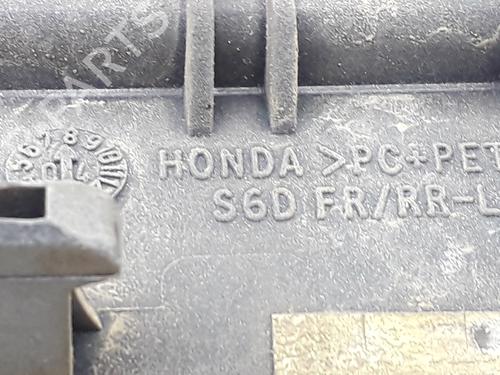 HONDA >PC+PET
S6D FR/RR-L